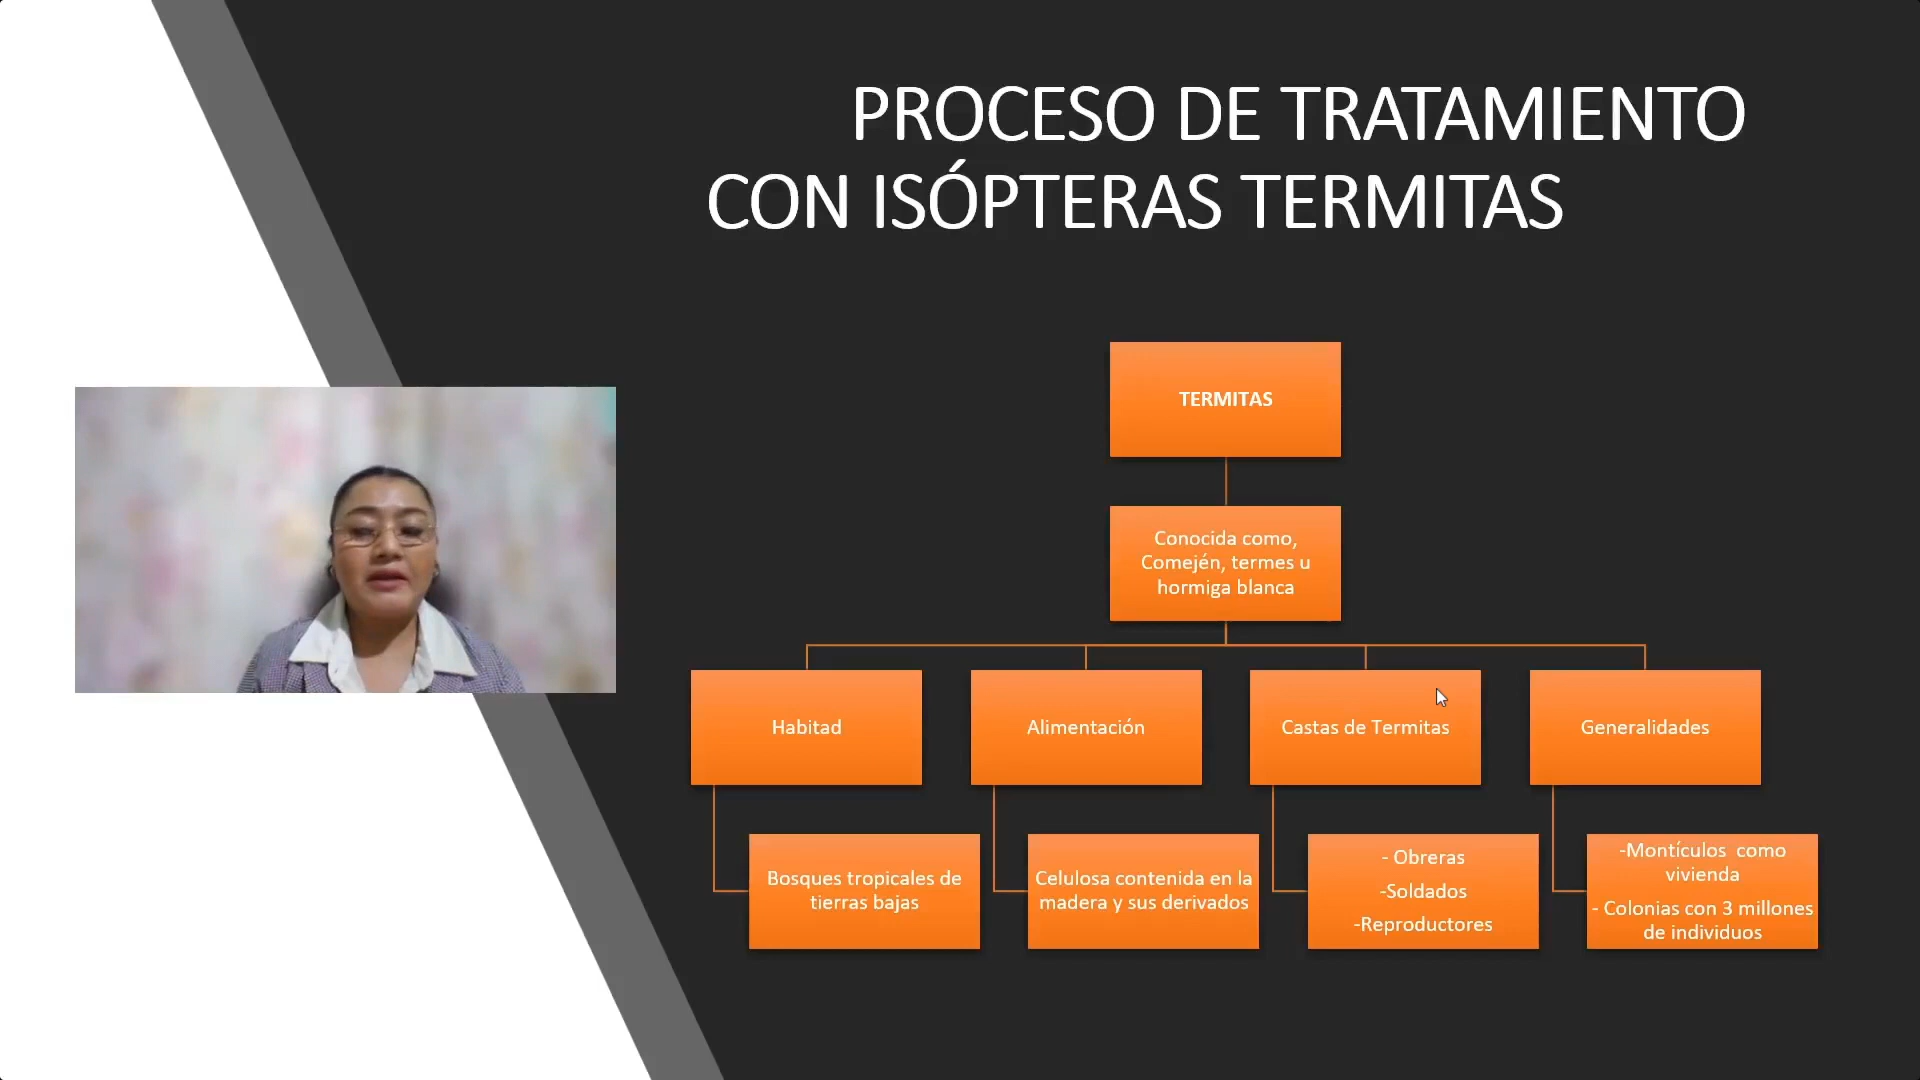 PROCESO DE TRATAMIENTO
CON ISÓPTERAS TERMITAS
TERMITAS
Conocida como,
Comején, termes u
hormiga blanca
Habitad
Alimentación
Castas de Termitas
Generalidades
Bosques tropicales de
tierras bajas
Celulosa contenida en la
madera y sus derivados
- Obreras
-Soldados
-Reproductores
-Montículos  como
vivienda
- Colonias con 3 millones
de individuos